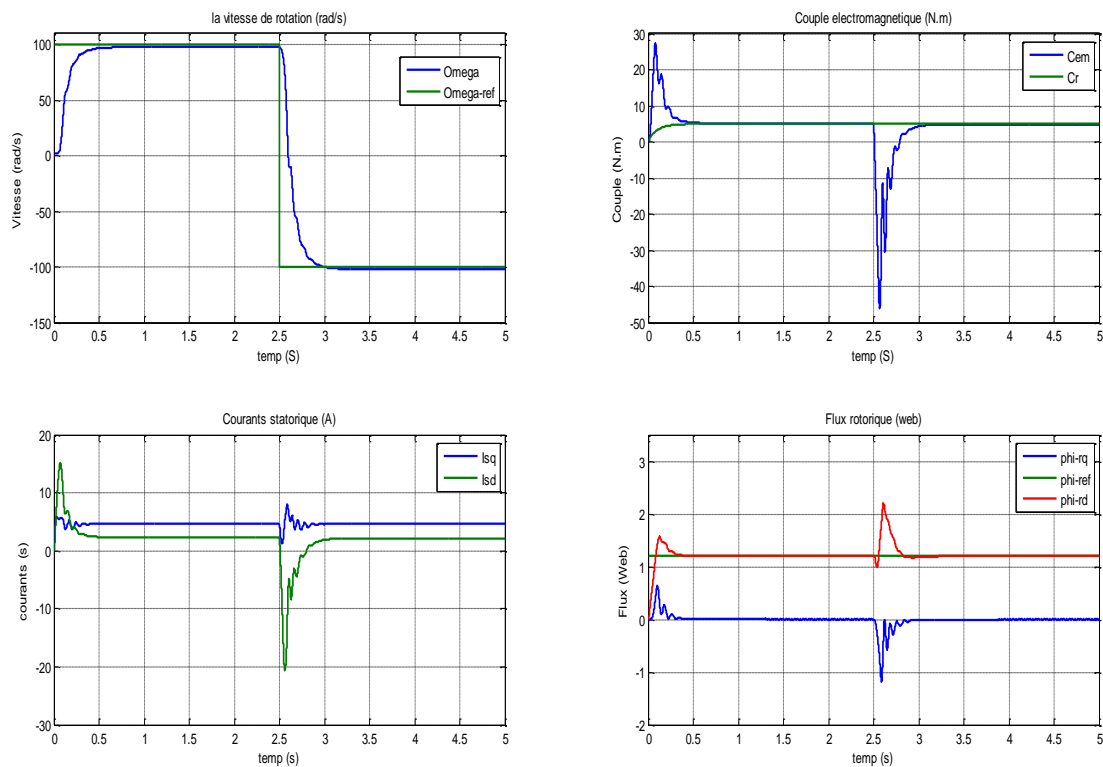 la vitesse de rotation (rad/s)
Vitesse (rad/s)
100
50
0
-50
-100
-150
Omega
Omega-ref
0 0.5 1 1.5 2 2.5 3 3.5 4 4.5 5
temp (S)
Couple electromagnetique (N.m)
Couple (N.m)
30
20
10
0
-10
-20
-30
-40
-50
Cem
Cr
0 0.5 1 1.5 2 2.5 3 3.5 4 4.5 5
temp (S)
Courants statorique (A)
courants (s)
20
10
0
-10
-20
-30
Isq
Isd
0 0.5 1 1.5 2 2.5 3 3.5 4 4.5 5
temp (s)
Flux rotorique (web)
Flux (Web)
3
2
1
0
-1
-2
phi-rq
phi-ref
phi-rd
0 0.5 1 1.5 2 2.5 3 3.5 4 4.5 5
temp (s)